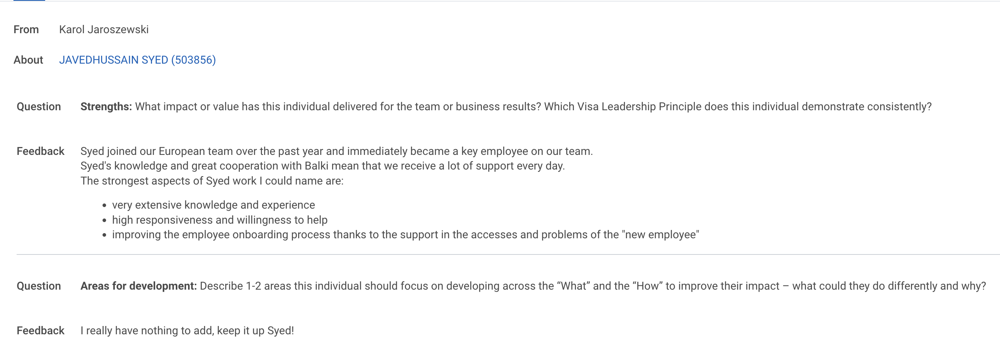 From Karol Jaroszewski
About JAVEDHUSSAIN SYED (503856)
Question Strengths: What impact or value has this individual delivered for the team or business results? Which Visa Leadership Principle does this individual demonstrate consistently?
Feedback Syed joined our European team over the past year and immediately became a key employee on our team.
Syed's knowledge and great cooperation with Balki mean that we receive a lot of support every day.
The strongest aspects of Syed work I could name are:
• very extensive knowledge and experience
• high responsiveness and willingness to help
• improving the employee onboarding process thanks to the support in the accesses and problems of the "new employee"
Question Areas for development: Describe 1-2 areas this individual should focus on developing across the “What” and the “How” to improve their impact – what could they do differently and why?
Feedback I really have nothing to add, keep it up Syed!